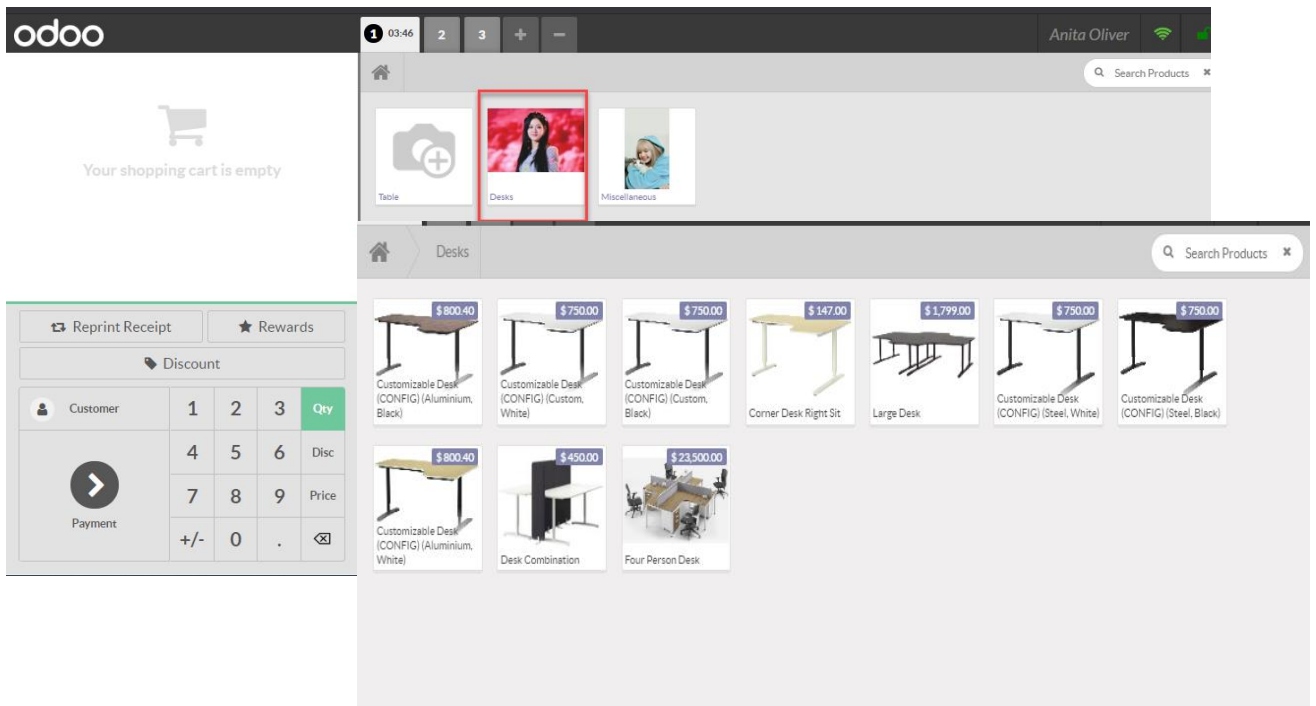 odoo
1 03:46 2 3 + −
Anita Oliver
Search Products ×
Your shopping cart is empty
Table
Desks
Miscellaneous
Desks
Search Products ×
Reprint Receipt
Rewards
Discount
Customer
1 2 3 Qty
4 5 6 Disc
7 8 9 Price
+/- 0 .
Payment
$ 800.40
Customizable Desk
(CONFIG) (Aluminium,
Black)
$ 750.00
Customizable Desk
(CONFIG) (Custom,
White)
$ 750.00
Customizable Desk
(CONFIG) (Custom,
Black)
$ 147.00
Corner Desk Right Sit
$ 1,799.00
Large Desk
$ 750.00
Customizable Desk
(CONFIG) (Steel, White)
$ 750.00
Customizable Desk
(CONFIG) (Steel, Black)
$ 800.40
Customizable Desk
(CONFIG) (Aluminium,
White)
$ 450.00
Desk Combination
$ 23,500.00
Four Person Desk